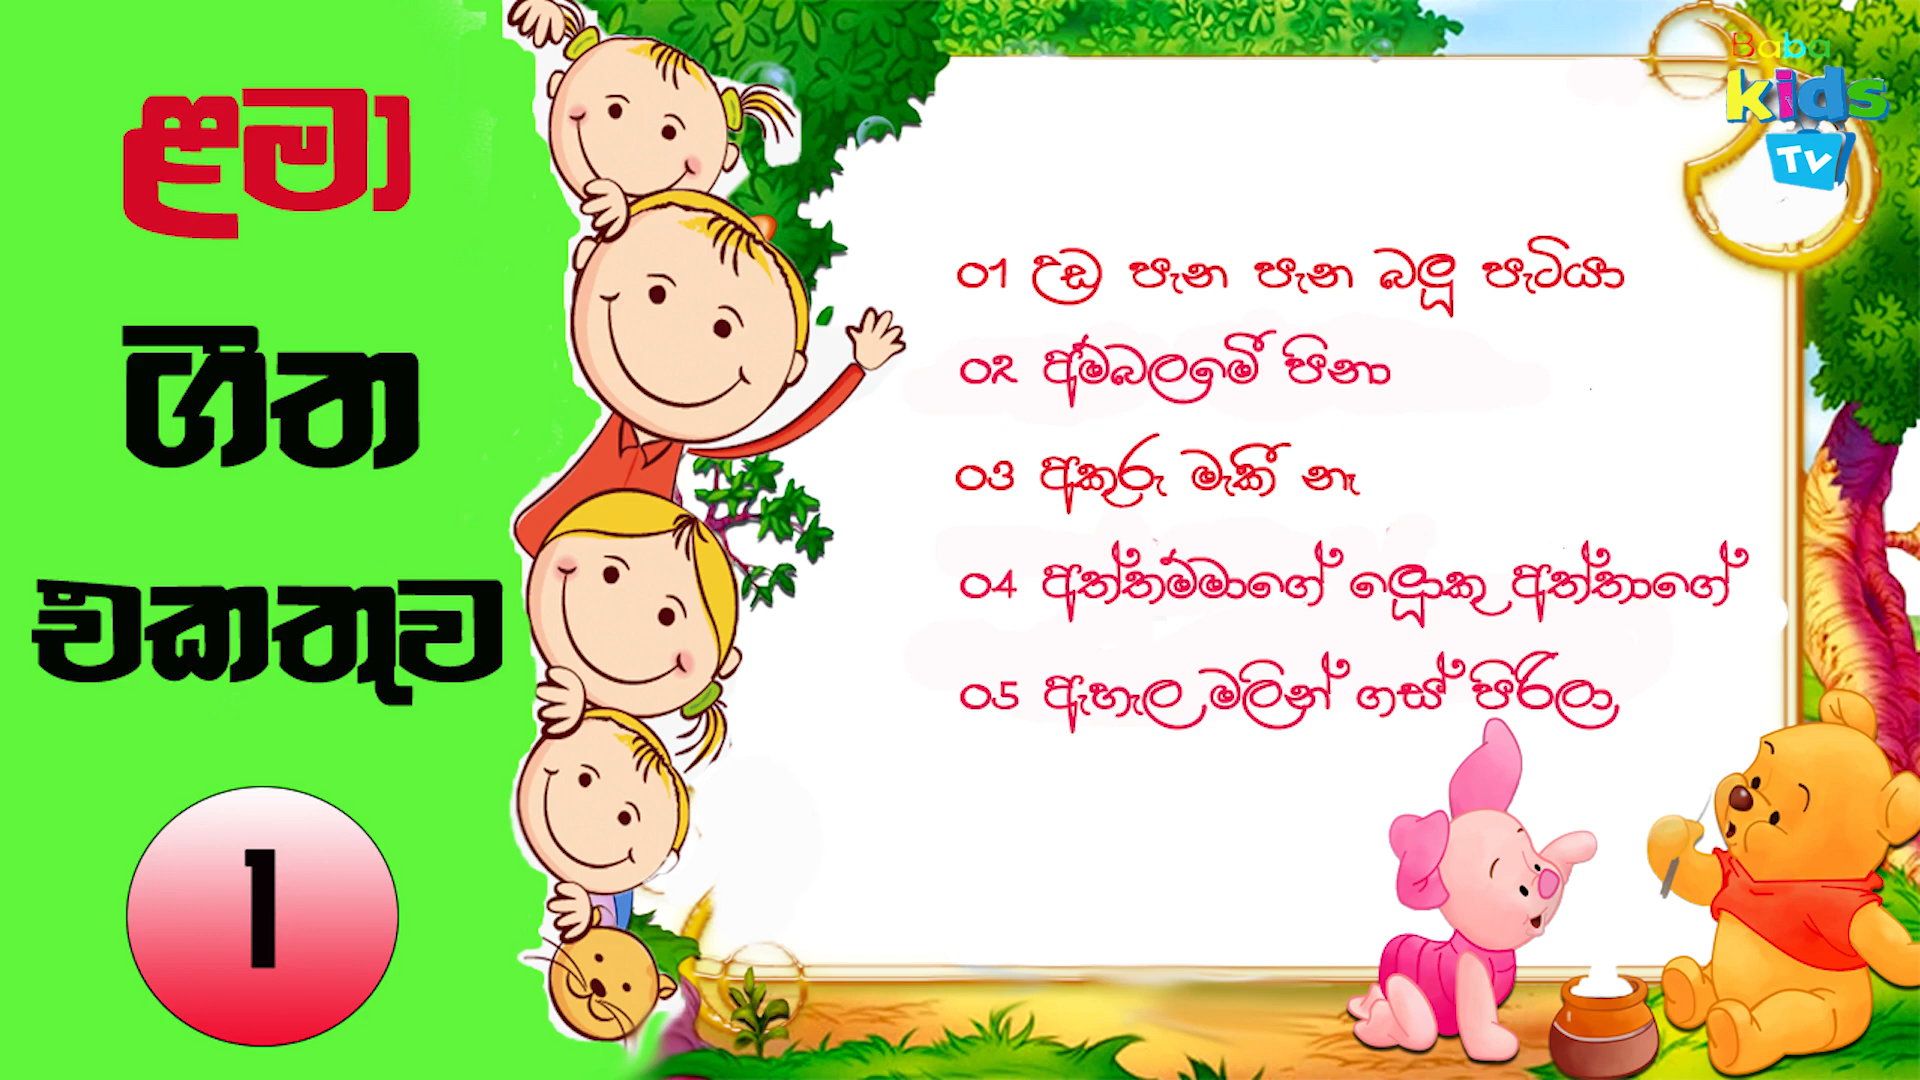 ළමා
ගීත
එකතුව
1
Baba
kids
Tv
01 උඩ පැන පැන බලූ පැටියා
02 අම්බලමේ පිනා
03 අකුරු මැකී නෑ
04 අත්තම්මාගේ ලොකු අත්තාගේ
05 ඇහැල මලින් ගස් පිරිලා